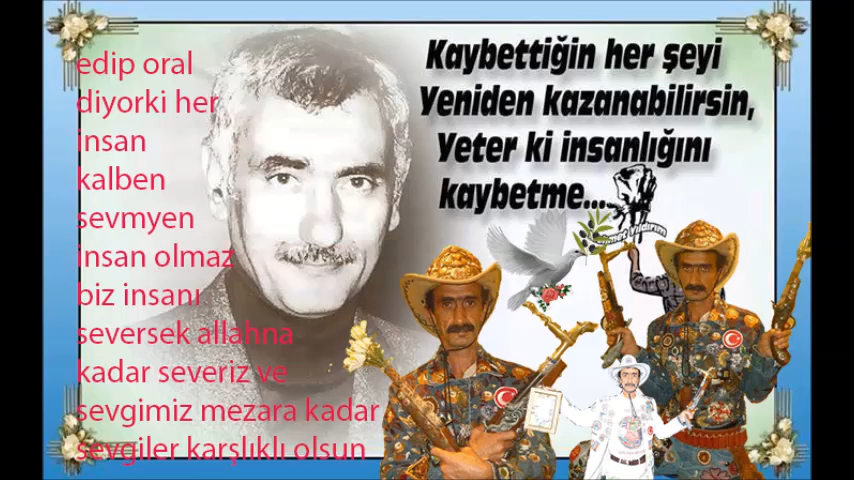 edip oral
diyorki her
insan
kalben
sevmyen
insan olmaz
biz insanı
seversek allahna
kadar severiz ve
sevgimiz mezara kadar
sevgiler karşlıklı olsun
Kaybettiğin her şeyi
Yeniden kazanabilirsin,
Yeter ki insanlığını
kaybetme...
Yıldırım